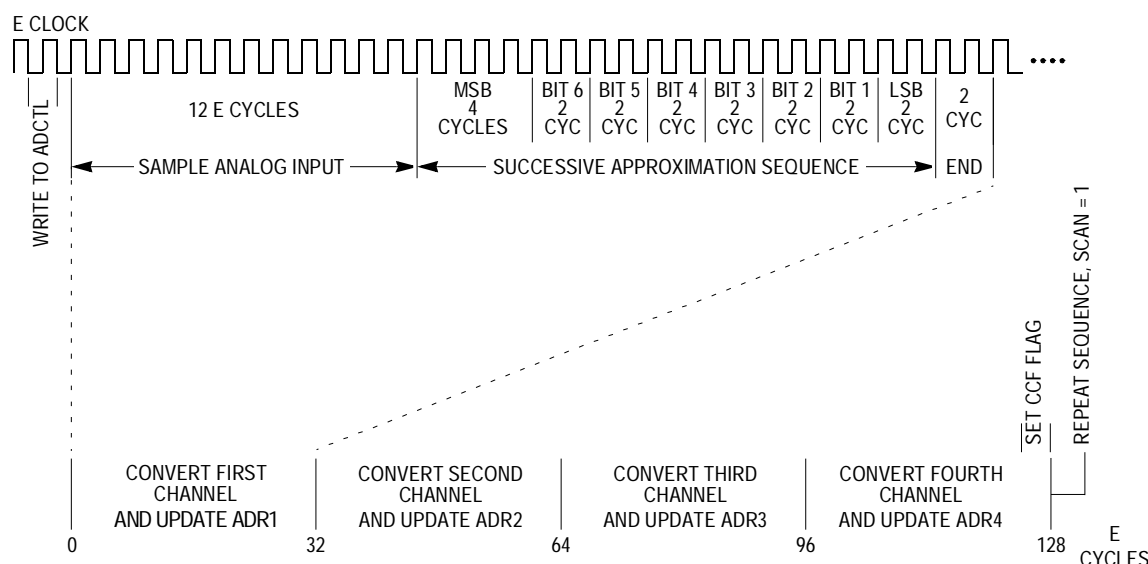 E CLOCK
WRITE TO ADCTL
12 E CYCLES
MSB
4
CYCLES
BIT 6
2
CYC
BIT 5
2
CYC
BIT 4
2
CYC
BIT 3
2
CYC
BIT 2
2
CYC
BIT 1
2
CYC
LSB
2
CYC
2
CYC
SAMPLE ANALOG INPUT
SUCCESSIVE APPROXIMATION SEQUENCE
END
SET CCF FLAG
REPEAT SEQUENCE, SCAN = 1
CONVERT FIRST
CHANNEL
AND UPDATE ADR1
CONVERT SECOND
CHANNEL
AND UPDATE ADR2
CONVERT THIRD
CHANNEL
AND UPDATE ADR3
CONVERT FOURTH
CHANNEL
AND UPDATE ADR4
0
32
64
96
128
E
CYCLES